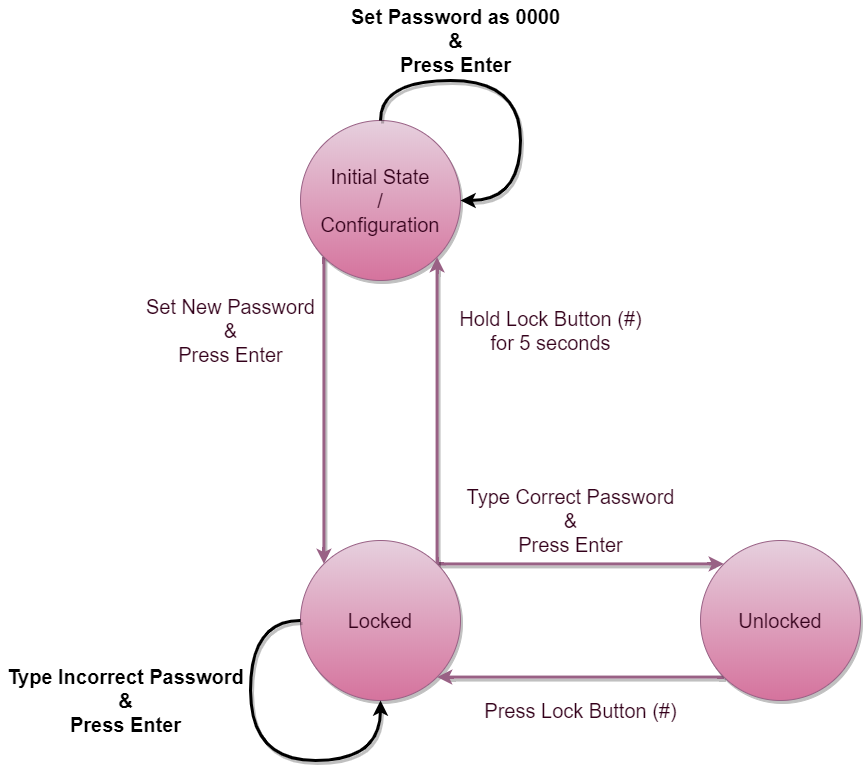 Set Password as 0000
&
Press Enter
Initial State
/
Configuration
Set New Password
&
Press Enter
Hold Lock Button (#)
for 5 seconds
Type Correct Password
&
Press Enter
Locked
Unlocked
Type Incorrect Password
&
Press Enter
Press Lock Button (#)